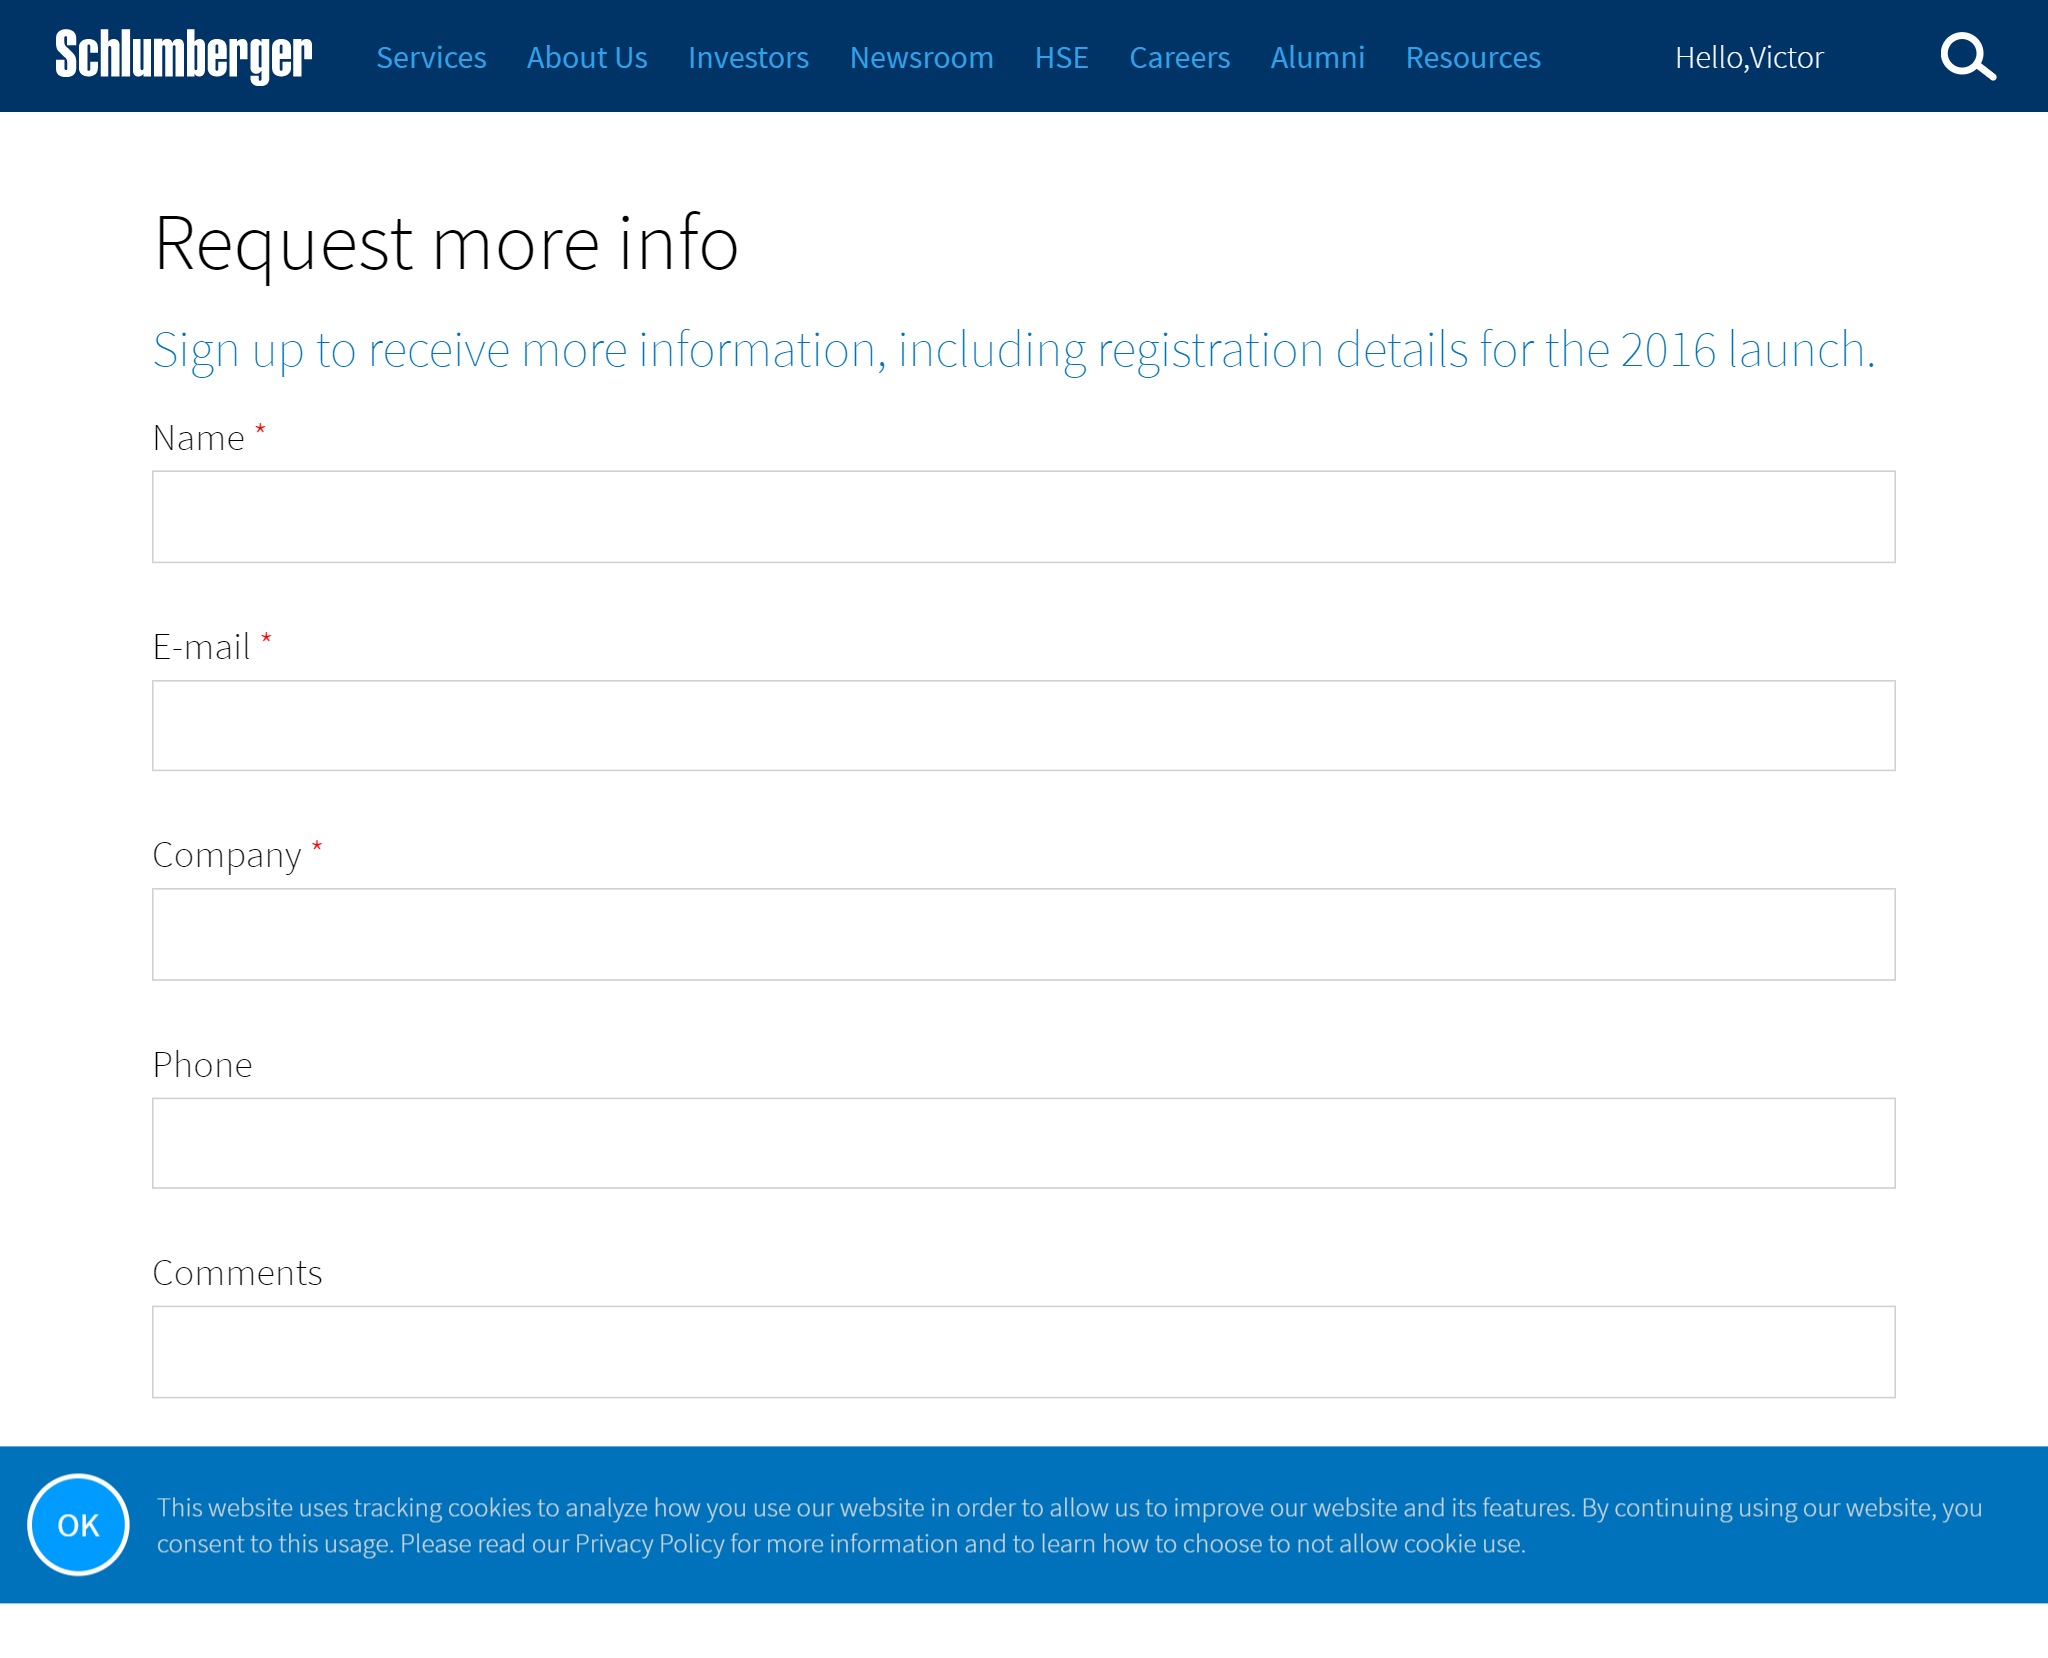 Schlumberger Services About Us Investors Newsroom HSE Careers Alumni Resources Hello,Victor
Request more info
Sign up to receive more information, including registration details for the 2016 launch.
Name *
E-mail *
Company *
Phone
Comments
OK
This website uses tracking cookies to analyze how you use our website in order to allow us to improve our website and its features. By continuing using our website, you
consent to this usage. Please read our Privacy Policy for more information and to learn how to choose to not allow cookie use.